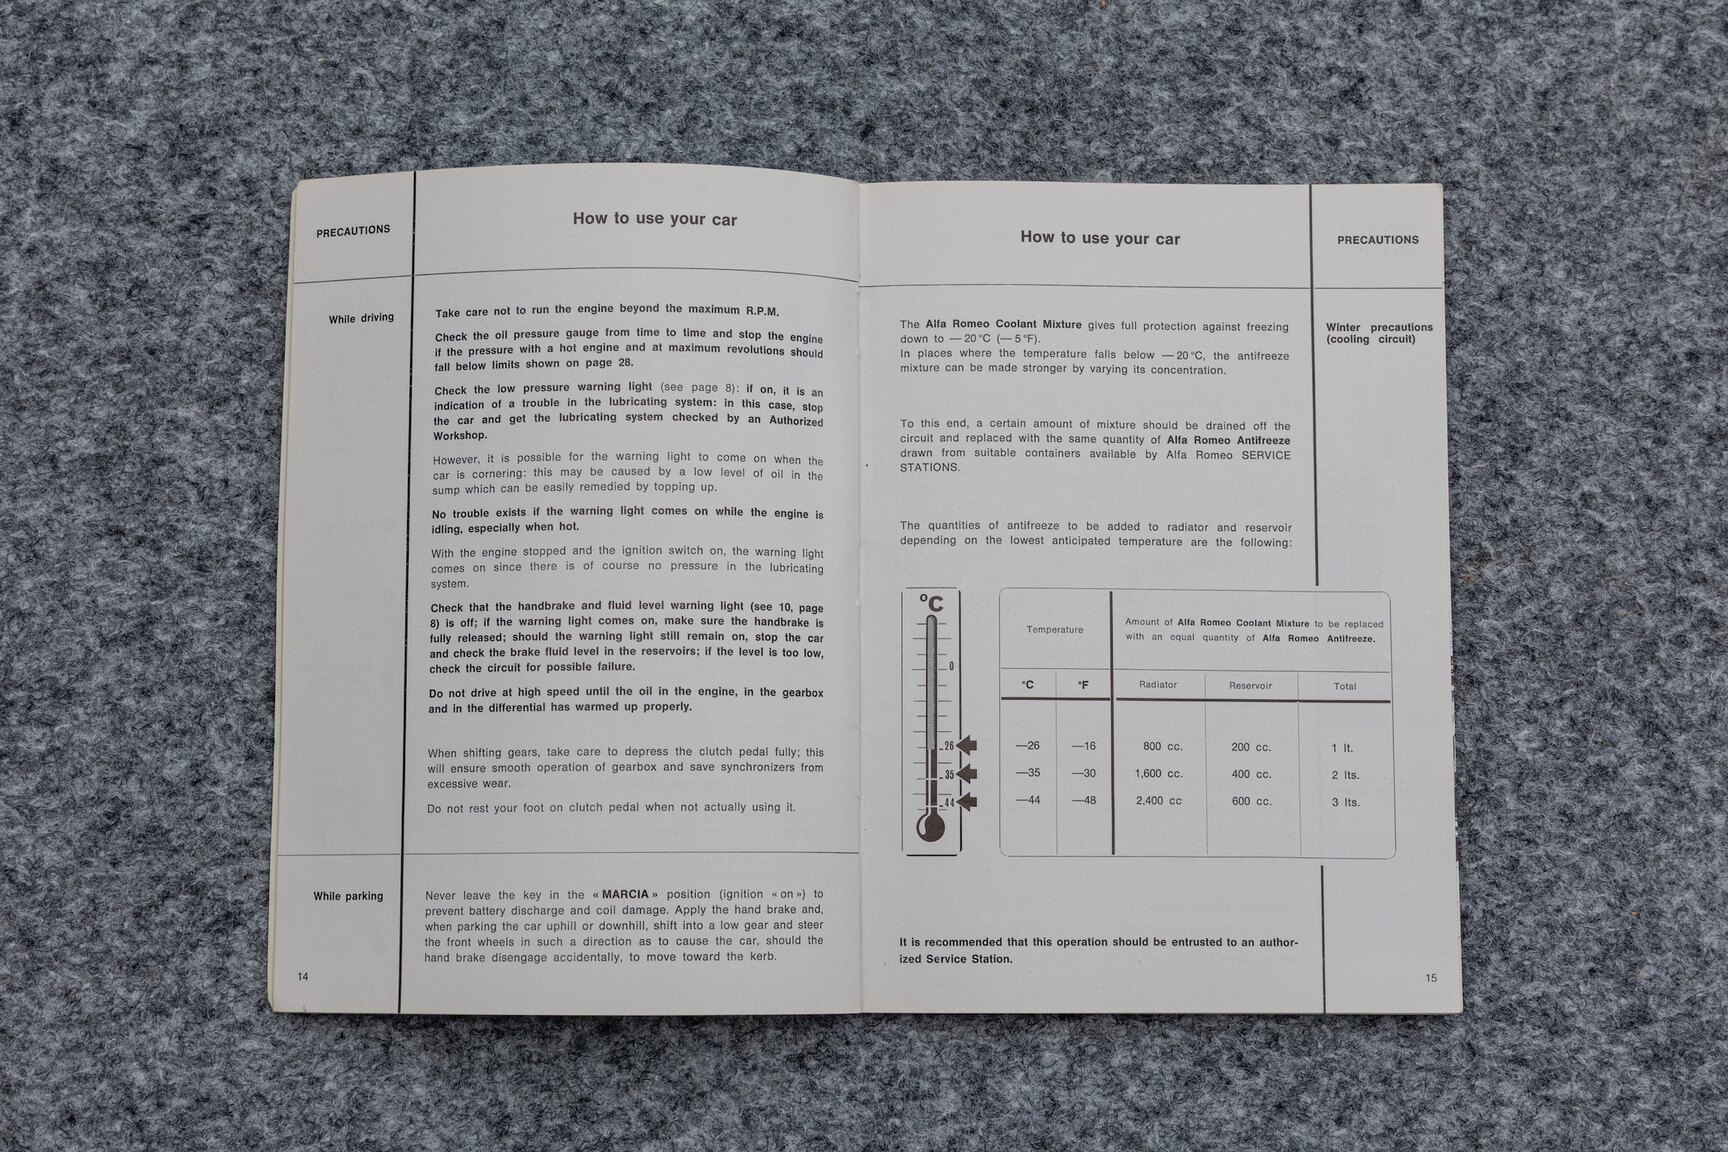 PRECAUTIONS
How to use your car
While driving
Take care not to run the engine beyond the maximum R.P.M.
Check the oil pressure gauge from time to time and stop the engine
if the pressure with a hot engine and at maximum revolutions should
fall below limits shown on page 28.
Check the low pressure warning light (see page 8): if on, it is an
indication of a trouble in the lubricating system: in this case, stop
the car and get the lubricating system checked by an Authorized
Workshop.
However, it is possible for the warning light to come on when the
car is cornering: this may be caused by a low level of oil in the
sump which can be easily remedied by topping up.
No trouble exists if the warning light comes on while the engine is
idling, especially when hot.
With the engine stopped and the ignition switch on, the warning light
comes on since there is of course no pressure in the lubricating
system.
Check that the handbrake and fluid level warning light (see 10, page
8) is off; if the warning light comes on, make sure the handbrake is
fully released; should the warning light still remain on, stop the car
and check the brake fluid level in the reservoirs; if the level is too low,
check the circuit for possible failure.
Do not drive at high speed until the oil in the engine, in the gearbox
and in the differential has warmed up properly.
When shifting gears, take care to depress the clutch pedal fully; this
will ensure smooth operation of gearbox and save synchronizers from
excessive wear.
Do not rest your foot on clutch pedal when not actually using it.
While parking
Never leave the key in the « MARCIA » position (ignition « on ») to
prevent battery discharge and coil damage. Apply the hand brake and,
when parking the car uphill or downhill, shift into a low gear and steer
the front wheels in such a direction as to cause the car, should the
hand brake disengage accidentally, to move toward the kerb.
14
How to use your car
PRECAUTIONS
Winter precautions
(cooling circuit)
The Alfa Romeo Coolant Mixture gives full protection against freezing
down to — 20 °C (— 5 °F).
In places where the temperature falls below — 20 °C, the antifreeze
mixture can be made stronger by varying its concentration.
To this end, a certain amount of mixture should be drained off the
circuit and replaced with the same quantity of Alfa Romeo Antifreeze
drawn from suitable containers available by Alfa Romeo SERVICE
STATIONS.
The quantities of antifreeze to be added to radiator and reservoir
depending on the lowest anticipated temperature are the following:
°C
0
-26
-35
-44
Temperature
Amount of Alfa Romeo Coolant Mixture to be replaced
with an equal quantity of Alfa Romeo Antifreeze.
°C °F Radiator Reservoir Total
—26 —16 800 cc. 200 cc. 1 lt.
—35 —30 1,600 cc. 400 cc. 2 lts.
—44 —48 2,400 cc 600 cc. 3 lts.
It is recommended that this operation should be entrusted to an author-
ized Service Station.
15